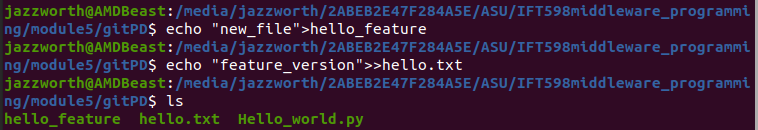 jazzworth@AMDBeast:/media/jazzworth/2ABEB2E47F284A5E/ASU/IFT598middleware_programmi
ng/module5/gitPD$ echo "new_file">hello_feature
jazzworth@AMDBeast:/media/jazzworth/2ABEB2E47F284A5E/ASU/IFT598middleware_programmi
ng/module5/gitPD$ echo "feature_version">>hello.txt
jazzworth@AMDBeast:/media/jazzworth/2ABEB2E47F284A5E/ASU/IFT598middleware_programmi
ng/module5/gitPD$ ls
hello_feature  hello.txt  Hello_world.py